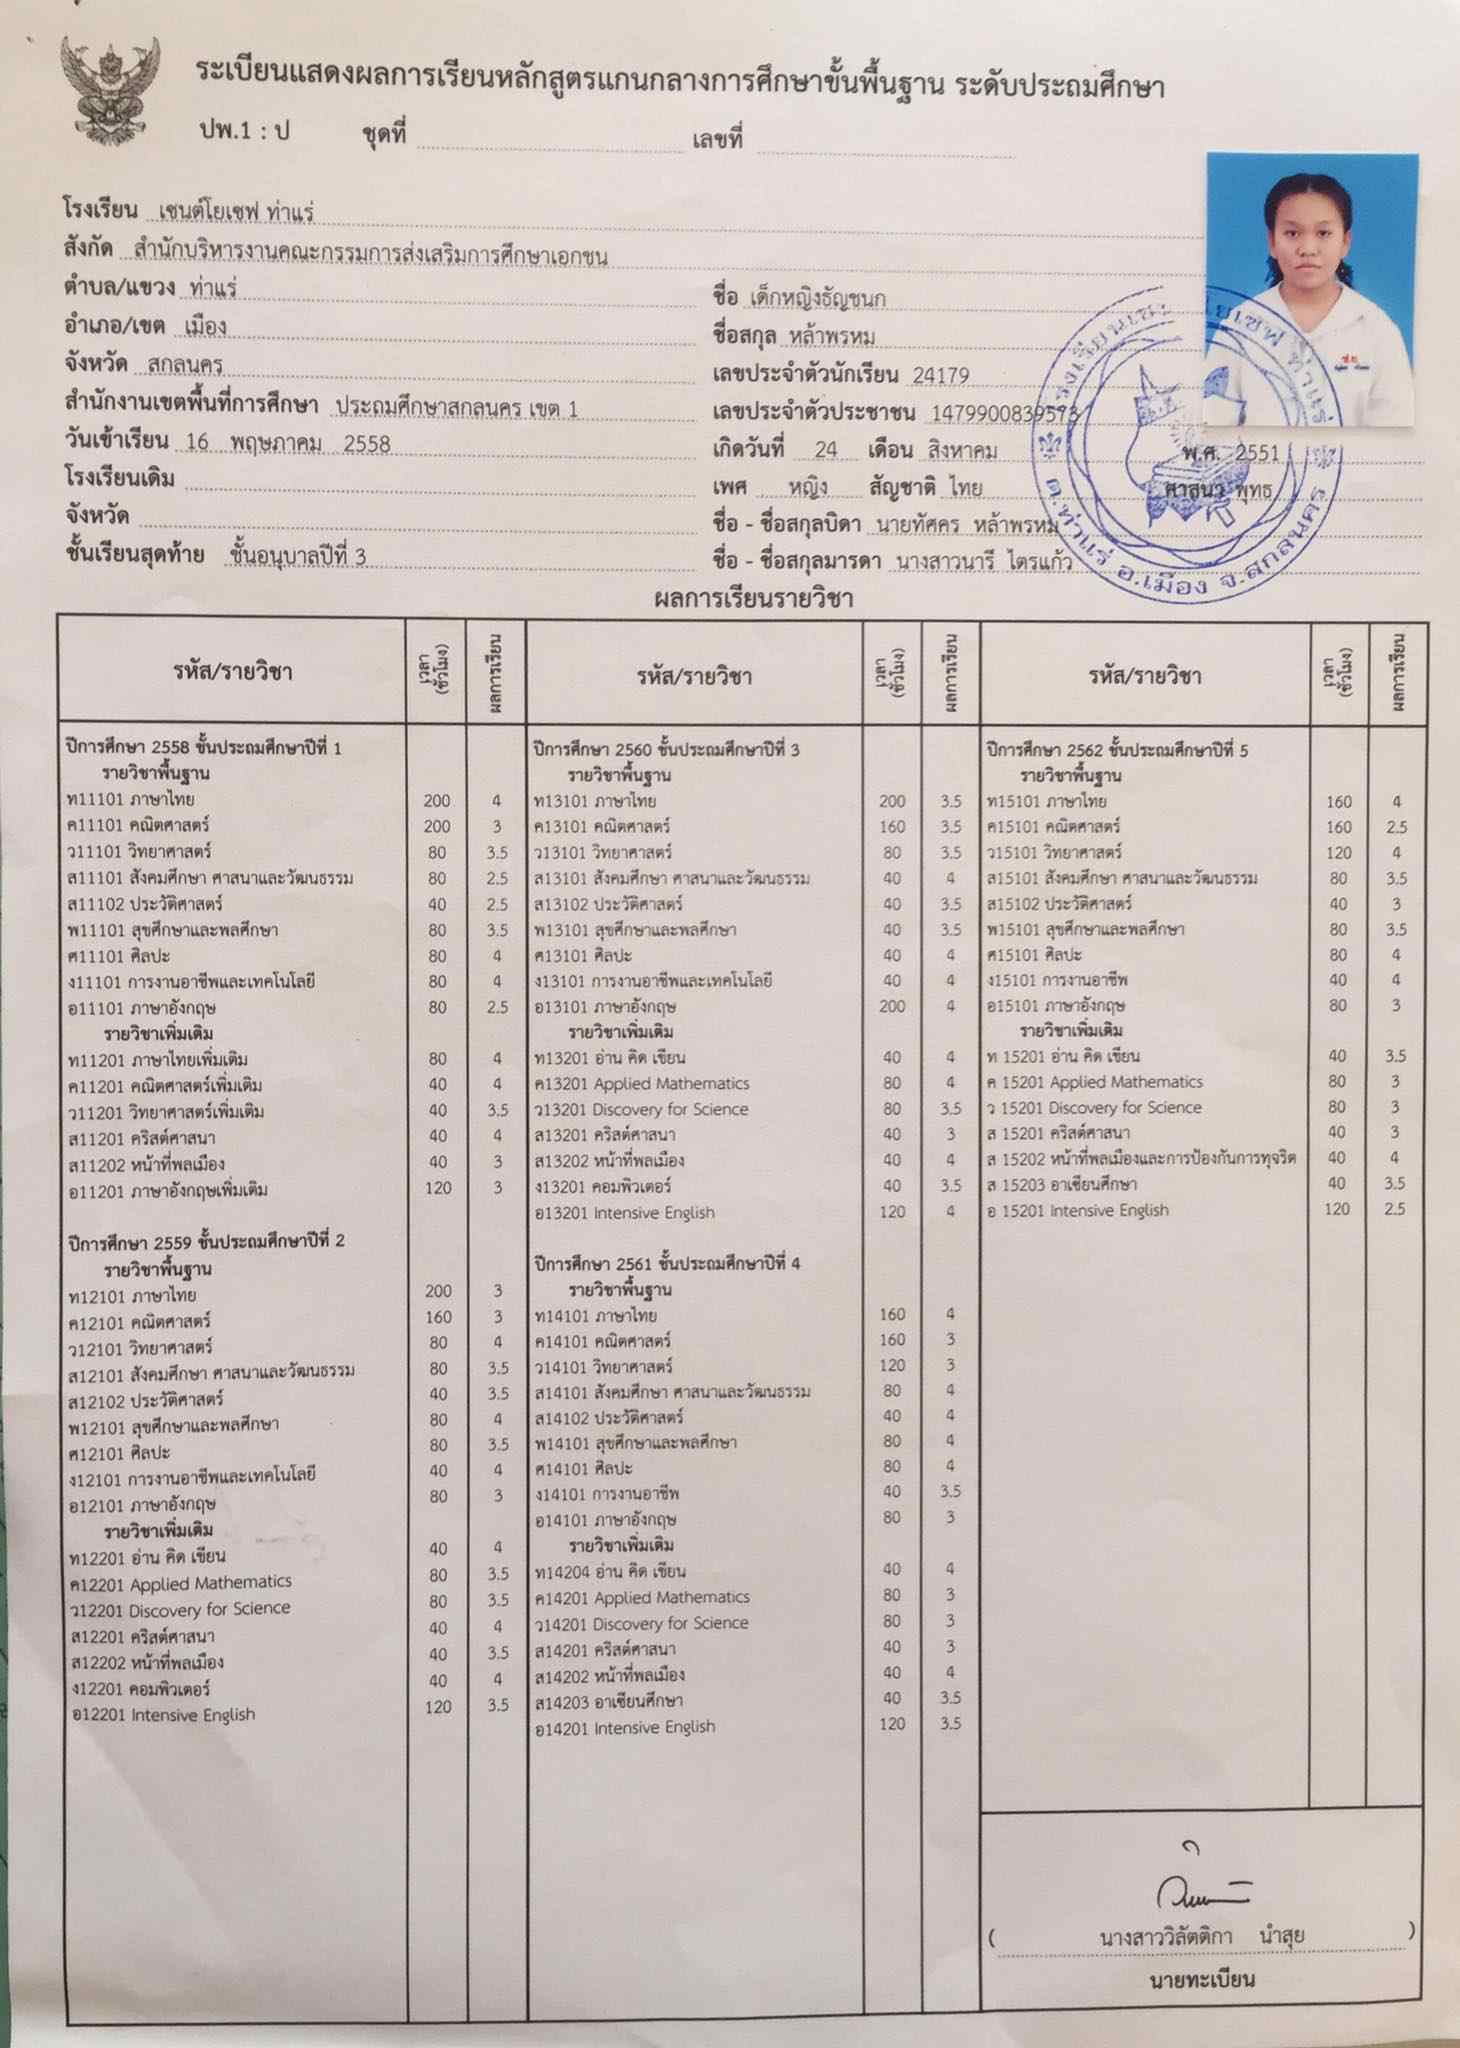 ระเบียนแสดงผลการเรียนหลักสูตรแกนกลางการศึกษาขั้นพื้นฐาน ระดับประถมศึกษา
ปพ.1 : ป ชุดที่ เลขที่
โรงเรียน เซนต์โยเซฟ ท่าแร่
สังกัด สำนักบริหารงานคณะกรรมการส่งเสริมการศึกษาเอกชน
ตำบล/แขวง ท่าแร่
อำเภอ/เขต เมือง
จังหวัด สกลนคร
สำนักงานเขตพื้นที่การศึกษา ประถมศึกษาสกลนคร เขต 1
วันเข้าเรียน 16 พฤษภาคม 2558
โรงเรียนเดิม
จังหวัด
ชั้นเรียนสุดท้าย ชั้นอนุบาลปีที่ 3
ชื่อ เด็กหญิงธัญชนก
ชื่อสกุล หล้าพรหม
เลขประจำตัวนักเรียน 24179
เลขประจำตัวประชาชน 1479900839573
เกิดวันที่ 24 เดือน สิงหาคม พ.ศ. 2551
เพศ หญิง สัญชาติ ไทย ศาสนา พุทธ
ชื่อ - ชื่อสกุลบิดา นายทัศคร หล้าพรหม
ชื่อ - ชื่อสกุลมารดา นางสาวนารี ไตรแก้ว
ต.ท่าแร่ อ.เมือง จ.สกลนคร
ผลการเรียนรายวิชา
รหัส/รายวิชา เวลา (ชั่วโมง) ผลการเรียน
ปีการศึกษา 2558 ชั้นประถมศึกษาปีที่ 1
รายวิชาพื้นฐาน
ท11101 ภาษาไทย 200 4
ค11101 คณิตศาสตร์ 200 3
ว11101 วิทยาศาสตร์ 80 3.5
ส11101 สังคมศึกษา ศาสนาและวัฒนธรรม 80 2.5
ส11102 ประวัติศาสตร์ 40 2.5
พ11101 สุขศึกษาและพลศึกษา 80 3.5
ศ11101 ศิลปะ 80 4
ง11101 การงานอาชีพและเทคโนโลยี 80 4
อ11101 ภาษาอังกฤษ 80 2.5
รายวิชาเพิ่มเติม
ท11201 ภาษาไทยเพิ่มเติม 80 4
ค11201 คณิตศาสตร์เพิ่มเติม 40 4
ว11201 วิทยาศาสตร์เพิ่มเติม 40 3.5
ส11201 คริสต์ศาสนา 40 4
ส11202 หน้าที่พลเมือง 40 3
อ11201 ภาษาอังกฤษเพิ่มเติม 120 3
ปีการศึกษา 2559 ชั้นประถมศึกษาปีที่ 2
รายวิชาพื้นฐาน
ท12101 ภาษาไทย 200 3
ค12101 คณิตศาสตร์ 160 3
ว12101 วิทยาศาสตร์ 80 4
ส12101 สังคมศึกษา ศาสนาและวัฒนธรรม 80 3.5
ส12102 ประวัติศาสตร์ 40 3.5
พ12101 สุขศึกษาและพลศึกษา 80 4
ศ12101 ศิลปะ 80 3.5
ง12101 การงานอาชีพและเทคโนโลยี 40 4
อ12101 ภาษาอังกฤษ 80 3
รายวิชาเพิ่มเติม
ท12201 อ่าน คิด เขียน 40 4
ค12201 Applied Mathematics 80 3.5
ว12201 Discovery for Science 80 3.5
ส12201 คริสต์ศาสนา 40 4
ส12202 หน้าที่พลเมือง 40 3.5
ง12201 คอมพิวเตอร์ 40 4
อ12201 Intensive English 120 3.5
รหัส/รายวิชา เวลา (ชั่วโมง) ผลการเรียน
ปีการศึกษา 2560 ชั้นประถมศึกษาปีที่ 3
รายวิชาพื้นฐาน
ท13101 ภาษาไทย 200 3.5
ค13101 คณิตศาสตร์ 160 3.5
ว13101 วิทยาศาสตร์ 80 3.5
ส13101 สังคมศึกษา ศาสนาและวัฒนธรรม 40 4
ส13102 ประวัติศาสตร์ 40 3.5
พ13101 สุขศึกษาและพลศึกษา 40 3.5
ศ13101 ศิลปะ 40 4
ง13101 การงานอาชีพและเทคโนโลยี 40 4
อ13101 ภาษาอังกฤษ 200 4
รายวิชาเพิ่มเติม
ท13201 อ่าน คิด เขียน 40 4
ค13201 Applied Mathematics 80 4
ว13201 Discovery for Science 80 3.5
ส13201 คริสต์ศาสนา 40 3
ส13202 หน้าที่พลเมือง 40 4
ง13201 คอมพิวเตอร์ 40 3.5
อ13201 Intensive English 120 4
ปีการศึกษา 2561 ชั้นประถมศึกษาปีที่ 4
รายวิชาพื้นฐาน
ท14101 ภาษาไทย 160 4
ค14101 คณิตศาสตร์ 160 3
ว14101 วิทยาศาสตร์ 120 3
ส14101 สังคมศึกษา ศาสนาและวัฒนธรรม 80 4
ส14102 ประวัติศาสตร์ 40 4
พ14101 สุขศึกษาและพลศึกษา 80 4
ศ14101 ศิลปะ 80 4
ง14101 การงานอาชีพ 40 3.5
อ14101 ภาษาอังกฤษ 80 3
รายวิชาเพิ่มเติม
ท14204 อ่าน คิด เขียน 40 4
ค14201 Applied Mathematics 80 3
ว14201 Discovery for Science 80 3
ส14201 คริสต์ศาสนา 40 3
ส14202 หน้าที่พลเมือง 40 4
ส14203 อาเซียนศึกษา 40 3.5
อ14201 Intensive English 120 3.5
รหัส/รายวิชา เวลา (ชั่วโมง) ผลการเรียน
ปีการศึกษา 2562 ชั้นประถมศึกษาปีที่ 5
รายวิชาพื้นฐาน
ท15101 ภาษาไทย 160 4
ค15101 คณิตศาสตร์ 160 2.5
ว15101 วิทยาศาสตร์ 120 4
ส15101 สังคมศึกษา ศาสนาและวัฒนธรรม 80 3.5
ส15102 ประวัติศาสตร์ 40 3
พ15101 สุขศึกษาและพลศึกษา 80 3.5
ศ15101 ศิลปะ 80 4
ง15101 การงานอาชีพ 40 4
อ15101 ภาษาอังกฤษ 80 3
รายวิชาเพิ่มเติม
ท 15201 อ่าน คิด เขียน 40 3.5
ค 15201 Applied Mathematics 80 3
ว 15201 Discovery for Science 80 3
ส 15201 คริสต์ศาสนา 40 3
ส 15202 หน้าที่พลเมืองและการป้องกันการทุจริต 40 4
ส 15203 อาเซียนศึกษา 40 3.5
อ 15201 Intensive English 120 2.5
( นางสาววิลัตติกา นำสุย )
นายทะเบียน